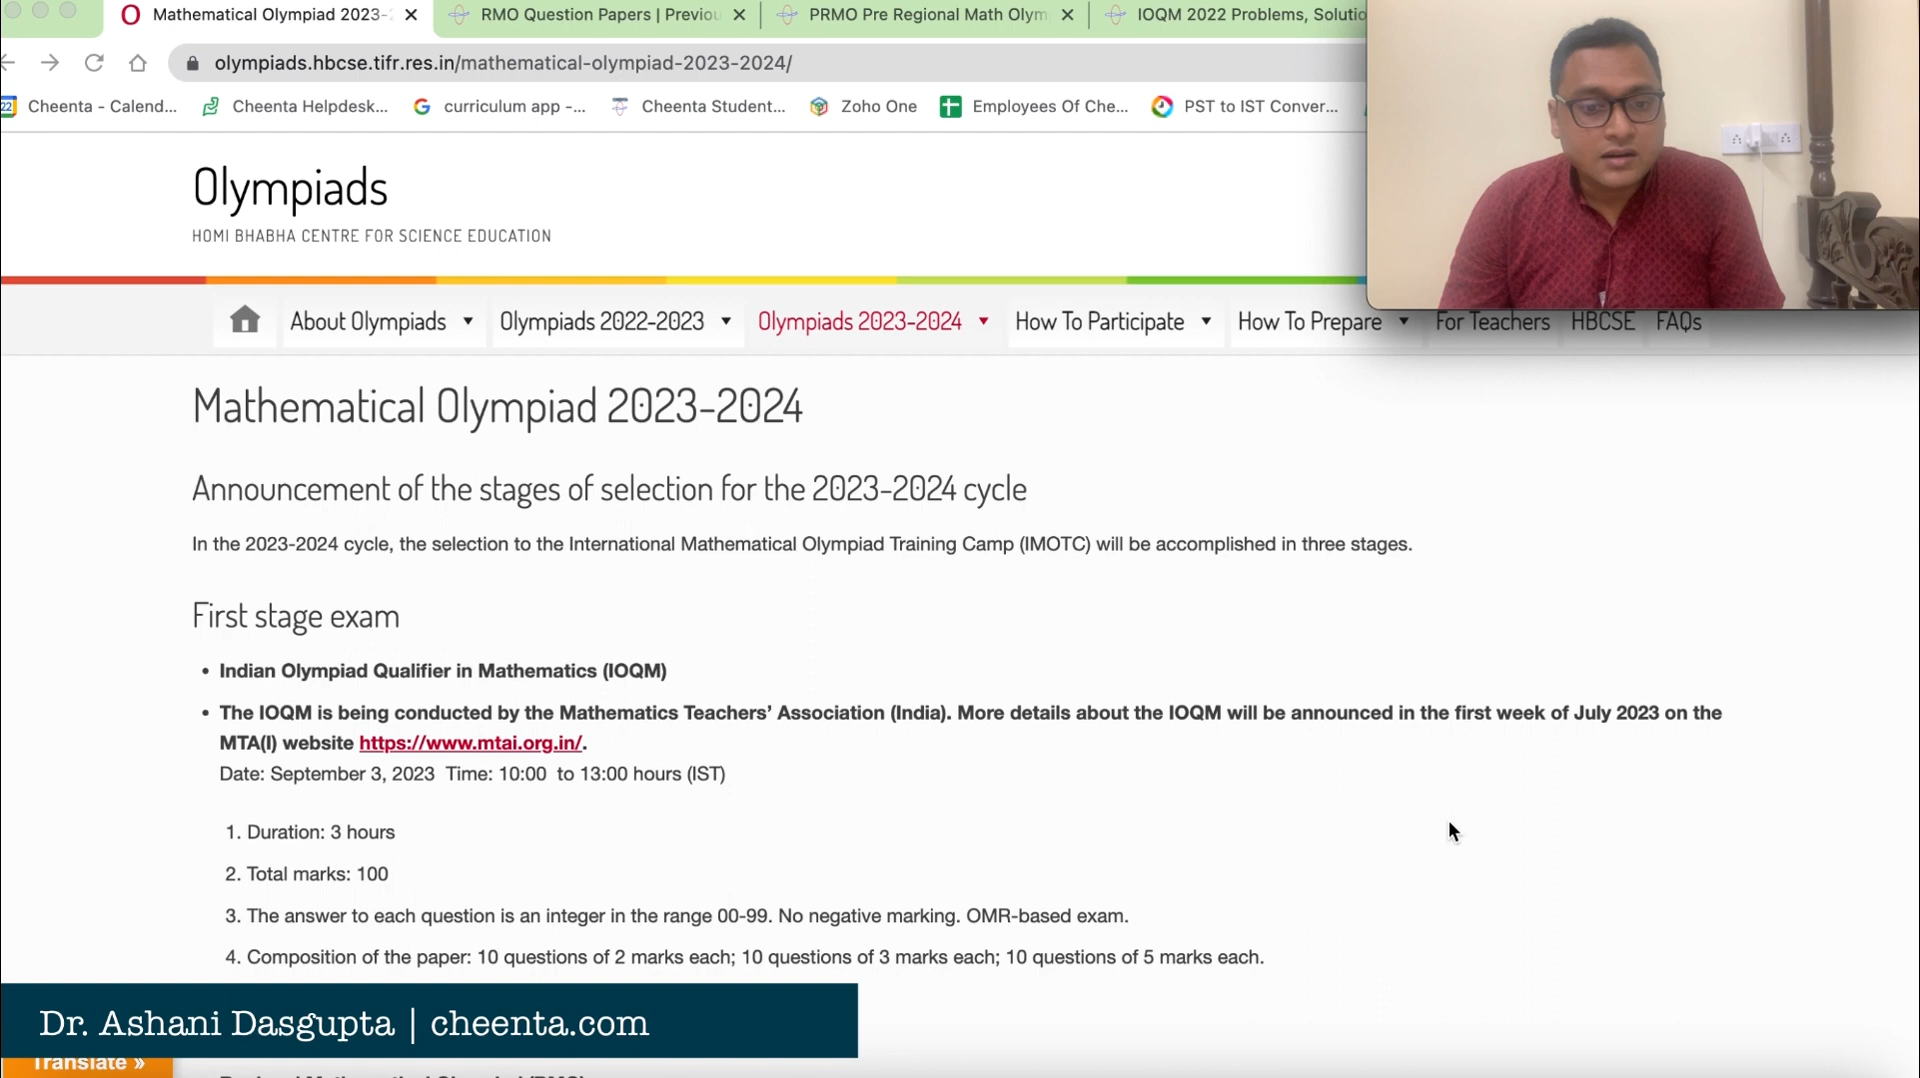 Mathematical Olympiad 2023-2
RMO Question Papers | Previou
PRMO Pre Regional Math Olym
IOQM 2022 Problems, Solutio
olympiads.hbcse.tifr.res.in/mathematical-olympiad-2023-2024/
22 Cheenta - Calend... Cheenta Helpdesk... curriculum app -... Cheenta Student... Zoho One Employees Of Che... PST to IST Conver...
Olympiads
HOMI BHABHA CENTRE FOR SCIENCE EDUCATION
About Olympiads Olympiads 2022-2023 Olympiads 2023-2024 How To Participate How To Prepare For Teachers HBCSE FAQs
Mathematical Olympiad 2023-2024
Announcement of the stages of selection for the 2023-2024 cycle
In the 2023-2024 cycle, the selection to the International Mathematical Olympiad Training Camp (IMOTC) will be accomplished in three stages.
First stage exam
• Indian Olympiad Qualifier in Mathematics (IOQM)
• The IOQM is being conducted by the Mathematics Teachers' Association (India). More details about the IOQM will be announced in the first week of July 2023 on the
MTA(I) website https://www.mtai.org.in/.
Date: September 3, 2023 Time: 10:00 to 13:00 hours (IST)
1. Duration: 3 hours
2. Total marks: 100
3. The answer to each question is an integer in the range 00-99. No negative marking. OMR-based exam.
4. Composition of the paper: 10 questions of 2 marks each; 10 questions of 3 marks each; 10 questions of 5 marks each.
Dr. Ashani Dasgupta | cheenta.com
Translate »